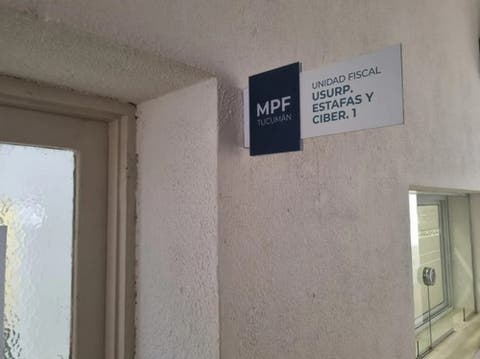 MPF
TUCUMÁN
UNIDAD FISCAL
USURP.
ESTAFAS Y
CIBER. 1